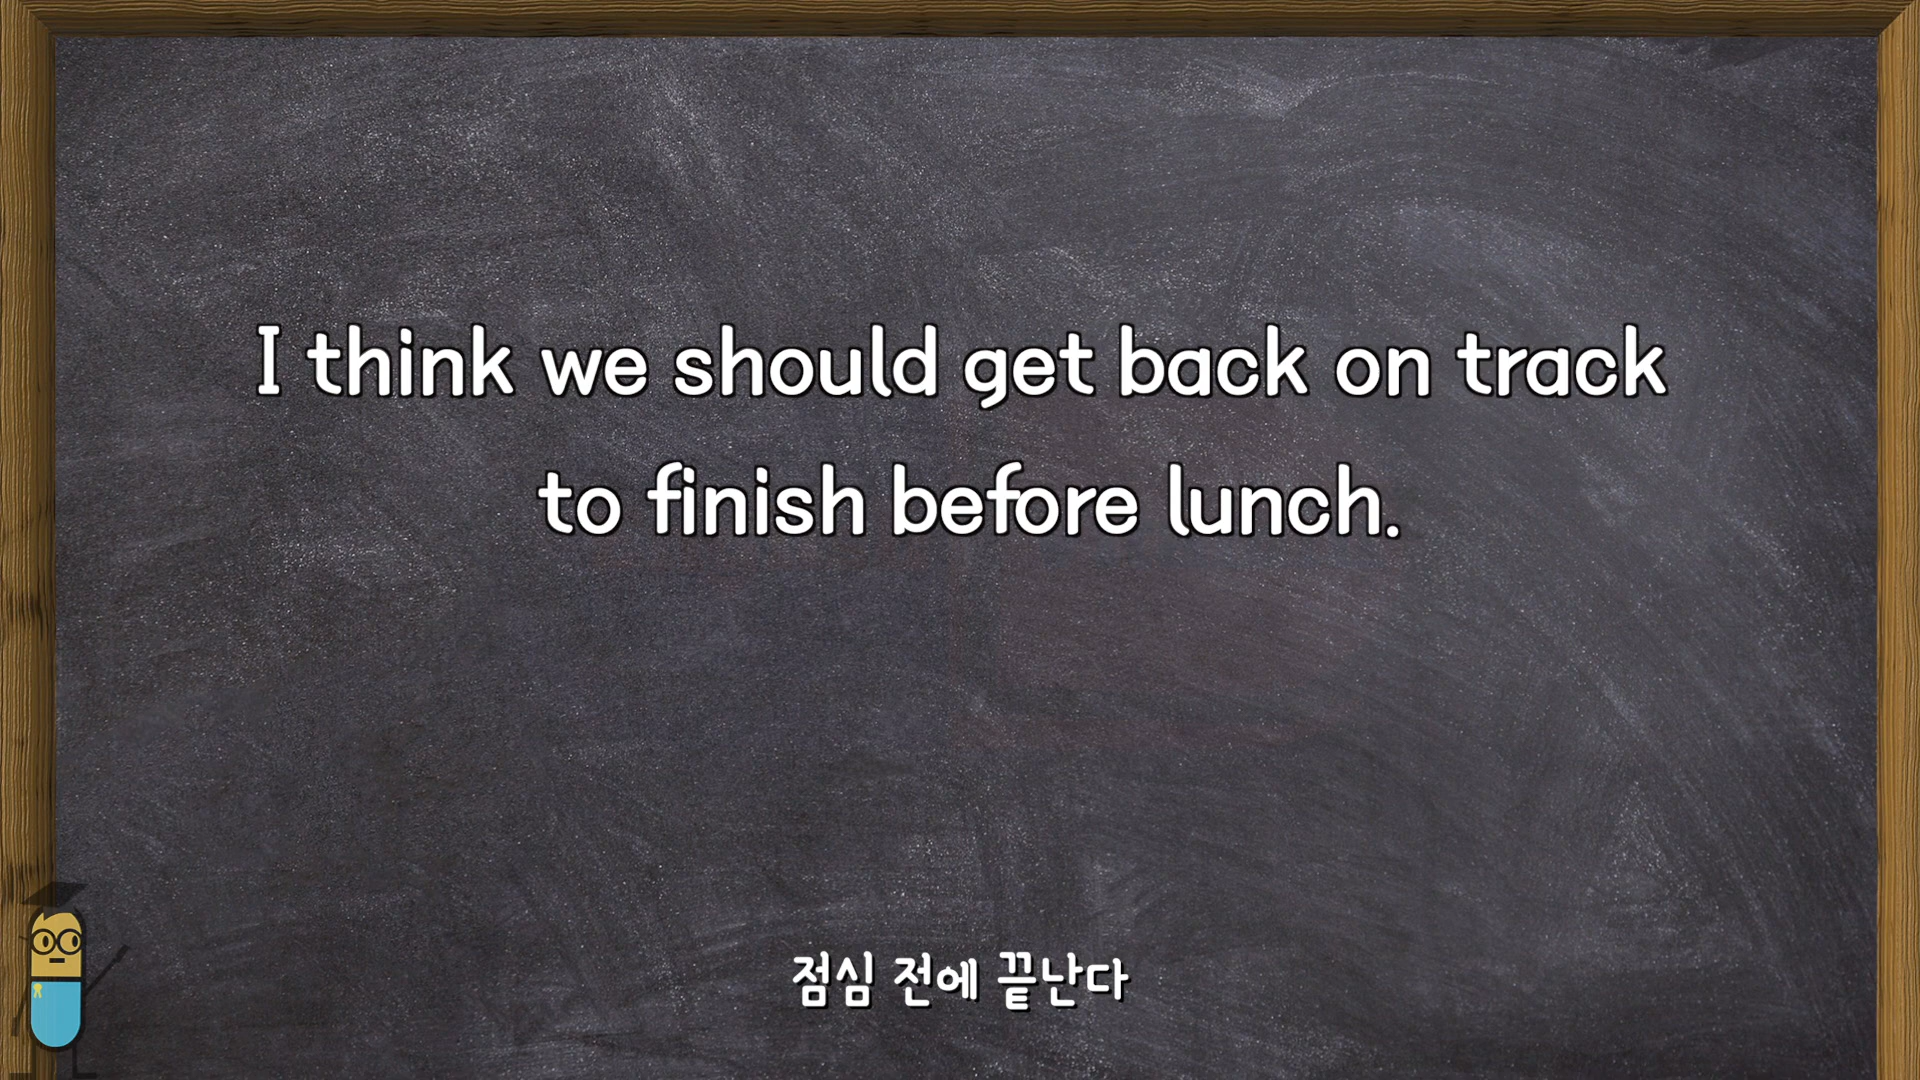 I think we should get back on track
to finish before lunch.
점심 전에 끝난다